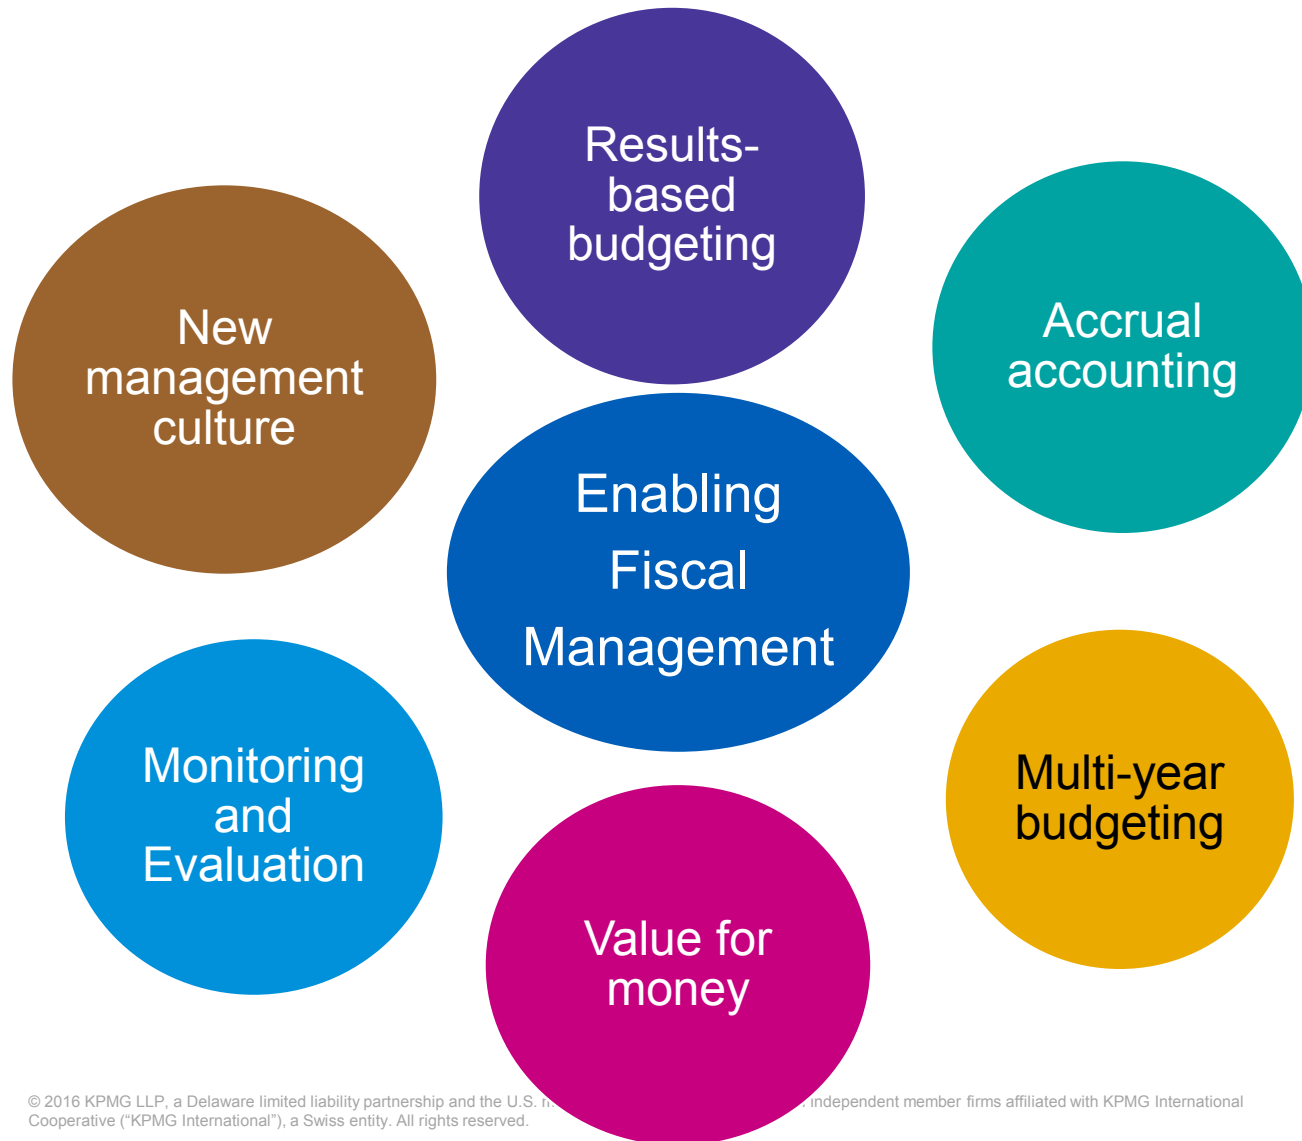 Results-
based
budgeting
New
management
culture
Accrual
accounting
Enabling
Fiscal
Management
Monitoring
and
Evaluation
Multi-year
budgeting
Value for
money
© 2016 KPMG LLP, a Delaware limited liability partnership and the U.S. independent member firms affiliated with KPMG International
Cooperative (“KPMG International”), a Swiss entity. All rights reserved.